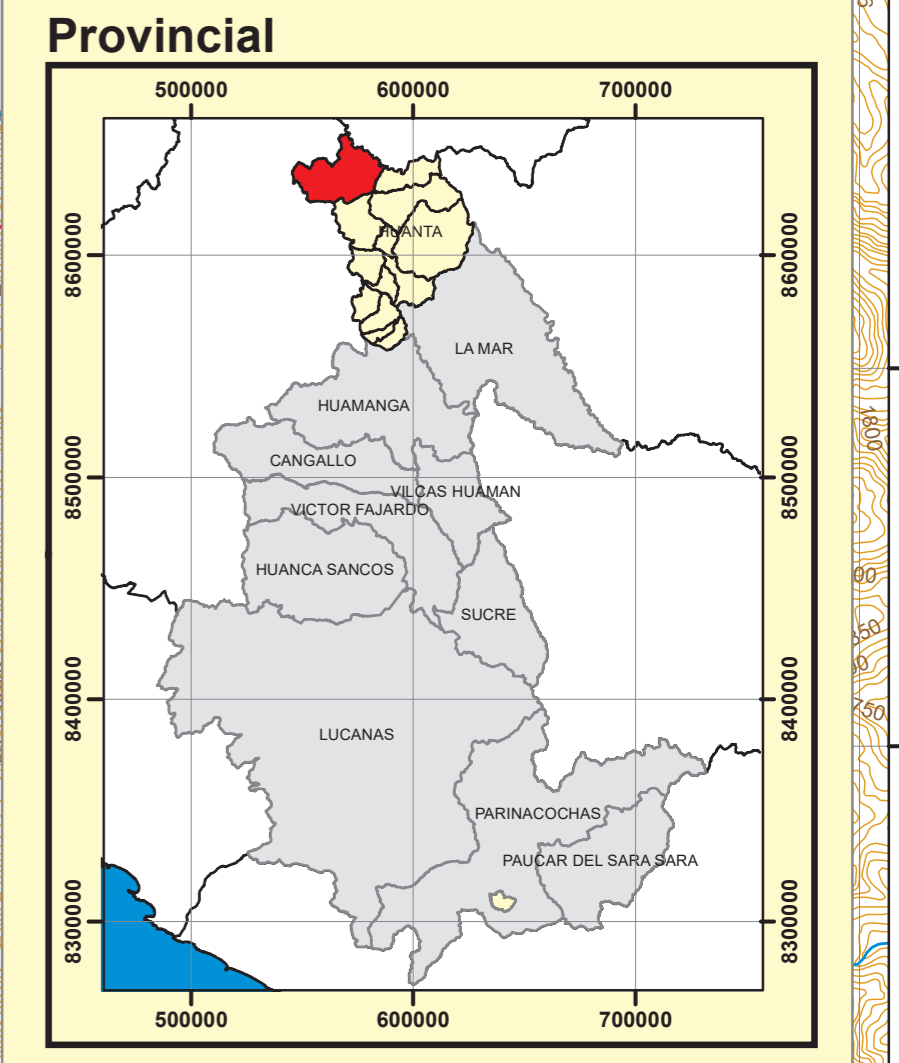 Provincial
500000 600000 700000
8600000
8600000
HUANTA
LA MAR
HUAMANGA
CANGALLO
8500000
8500000
VILCAS HUAMAN
VICTOR FAJARDO
HUANCA SANCOS
SUCRE
8400000
8400000
LUCANAS
PARINACOCHAS
PAUCAR DEL SARA SARA
8300000
8300000
500000 600000 700000
1800